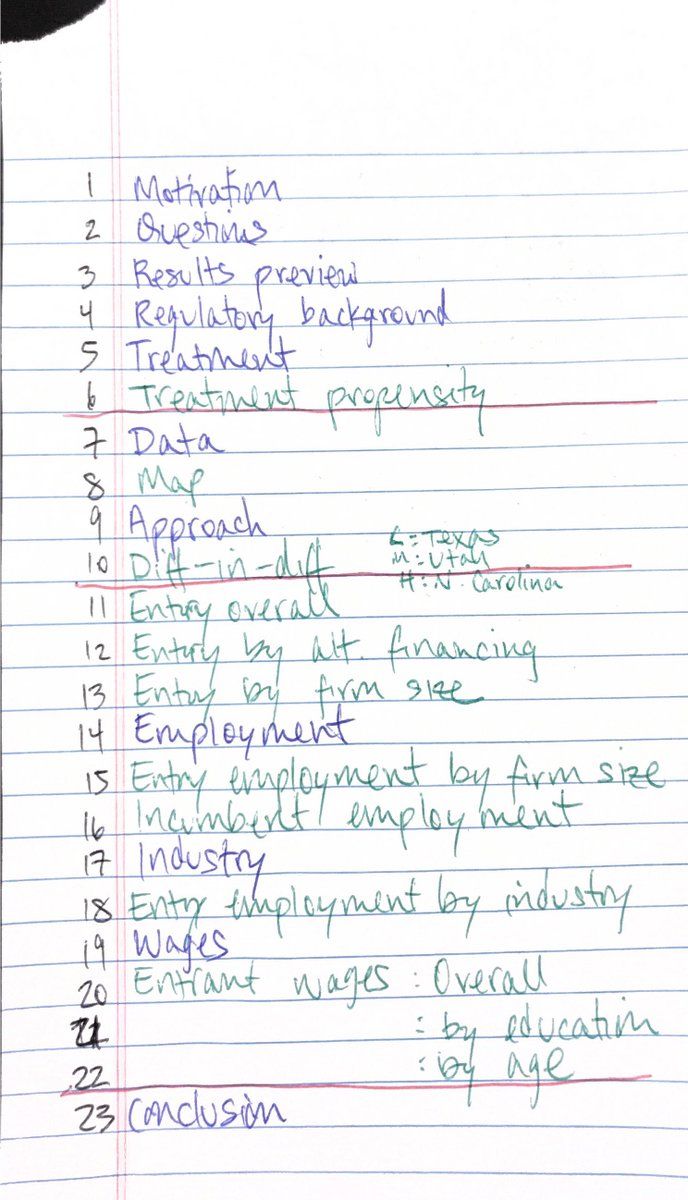 1 Motivation
2 Questions
3 Results preview
4 Regulatory background
5 Treatment
6 Treatment propensity
7 Data
8 Map
9 Approach
10 Diff-in-diff
L: Texas
M: Utah
H: N. Carolina
11 Entry overall
12 Entry by alt. financing
13 Entry by firm size
14 Employment
15 Entry employment by firm size
16 Incumbent employment
17 Industry
18 Entry employment by industry
19 Wages
20 Entrant wages : Overall
21 : by education
22 : by age
23 Conclusion